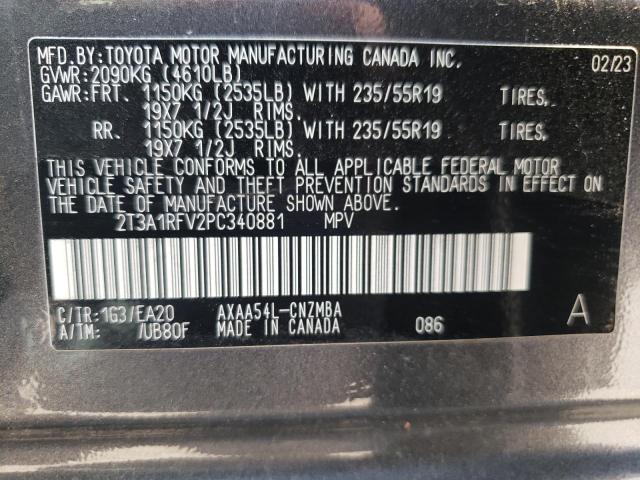 MFD.BY:TOYOTA MOTOR MANUFACTURING CANADA INC. 02/23
GVWR:2090KG (4610LB)
GAWR:FRT. 1150KG (2535LB) WITH 235/55R19 TIRES,
19X7 1/2J RIMS.
RR. 1150KG (2535LB) WITH 235/55R19 TIRES,
19X7 1/2J RIMS.
THIS VEHICLE CONFORMS TO ALL APPLICABLE FEDERAL MOTOR
VEHICLE SAFETY AND THEFT PREVENTION STANDARDS IN EFFECT ON
THE DATE OF MANUFACTURE SHOWN ABOVE.
2T3A1RFV2PC340881 MPV
C/TR:1G3/EA20 AXAA54L-CNZMBA A
A/TM: /UB80F MADE IN CANADA 086